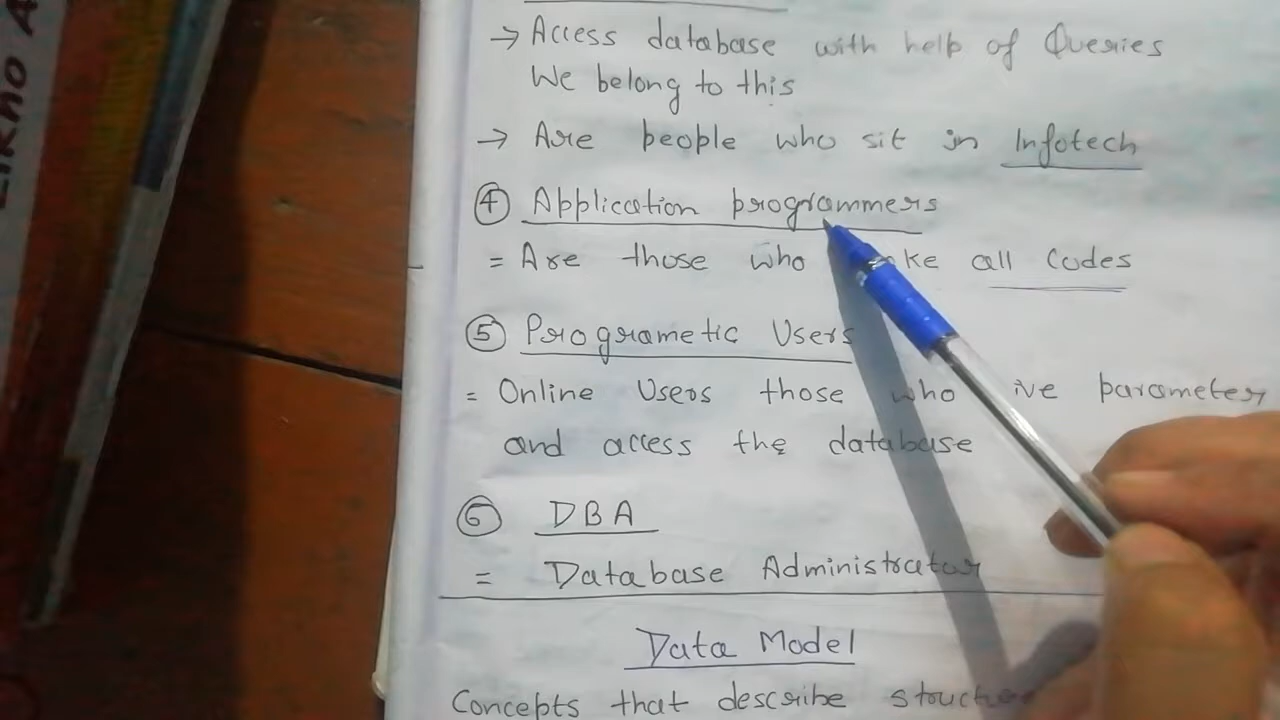 → Access database with help of Queries
We belong to this
→ Are people who sit in Infotech
④ Application programmers
= Are those who all Codes
⑤ Programetic Users
= Online Users those who parameter
and access the database
⑥ DBA
= Database Administrator
Data Model
Concepts that describe